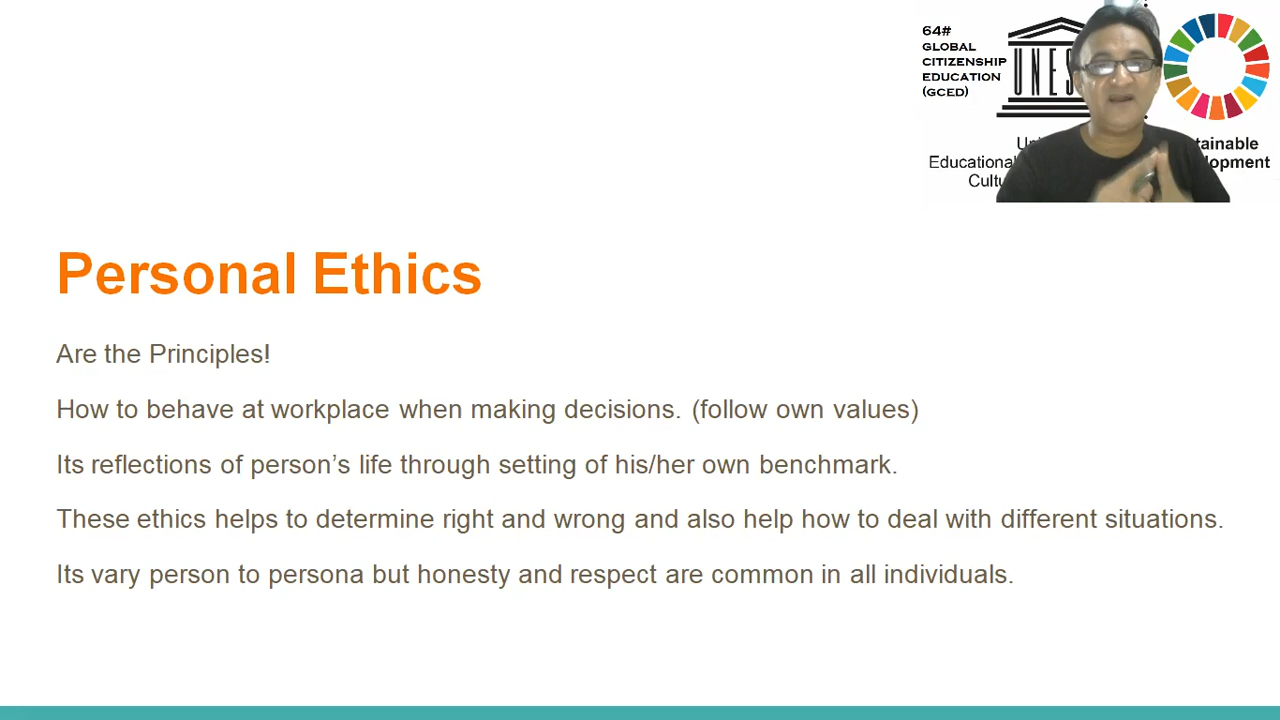 64#
GLOBAL
CITIZENSHIP
EDUCATION
(GCED)
Educational
Personal Ethics
Are the Principles!
How to behave at workplace when making decisions. (follow own values)
Its reflections of person’s life through setting of his/her own benchmark.
These ethics helps to determine right and wrong and also help how to deal with different situations.
Its vary person to persona but honesty and respect are common in all individuals.